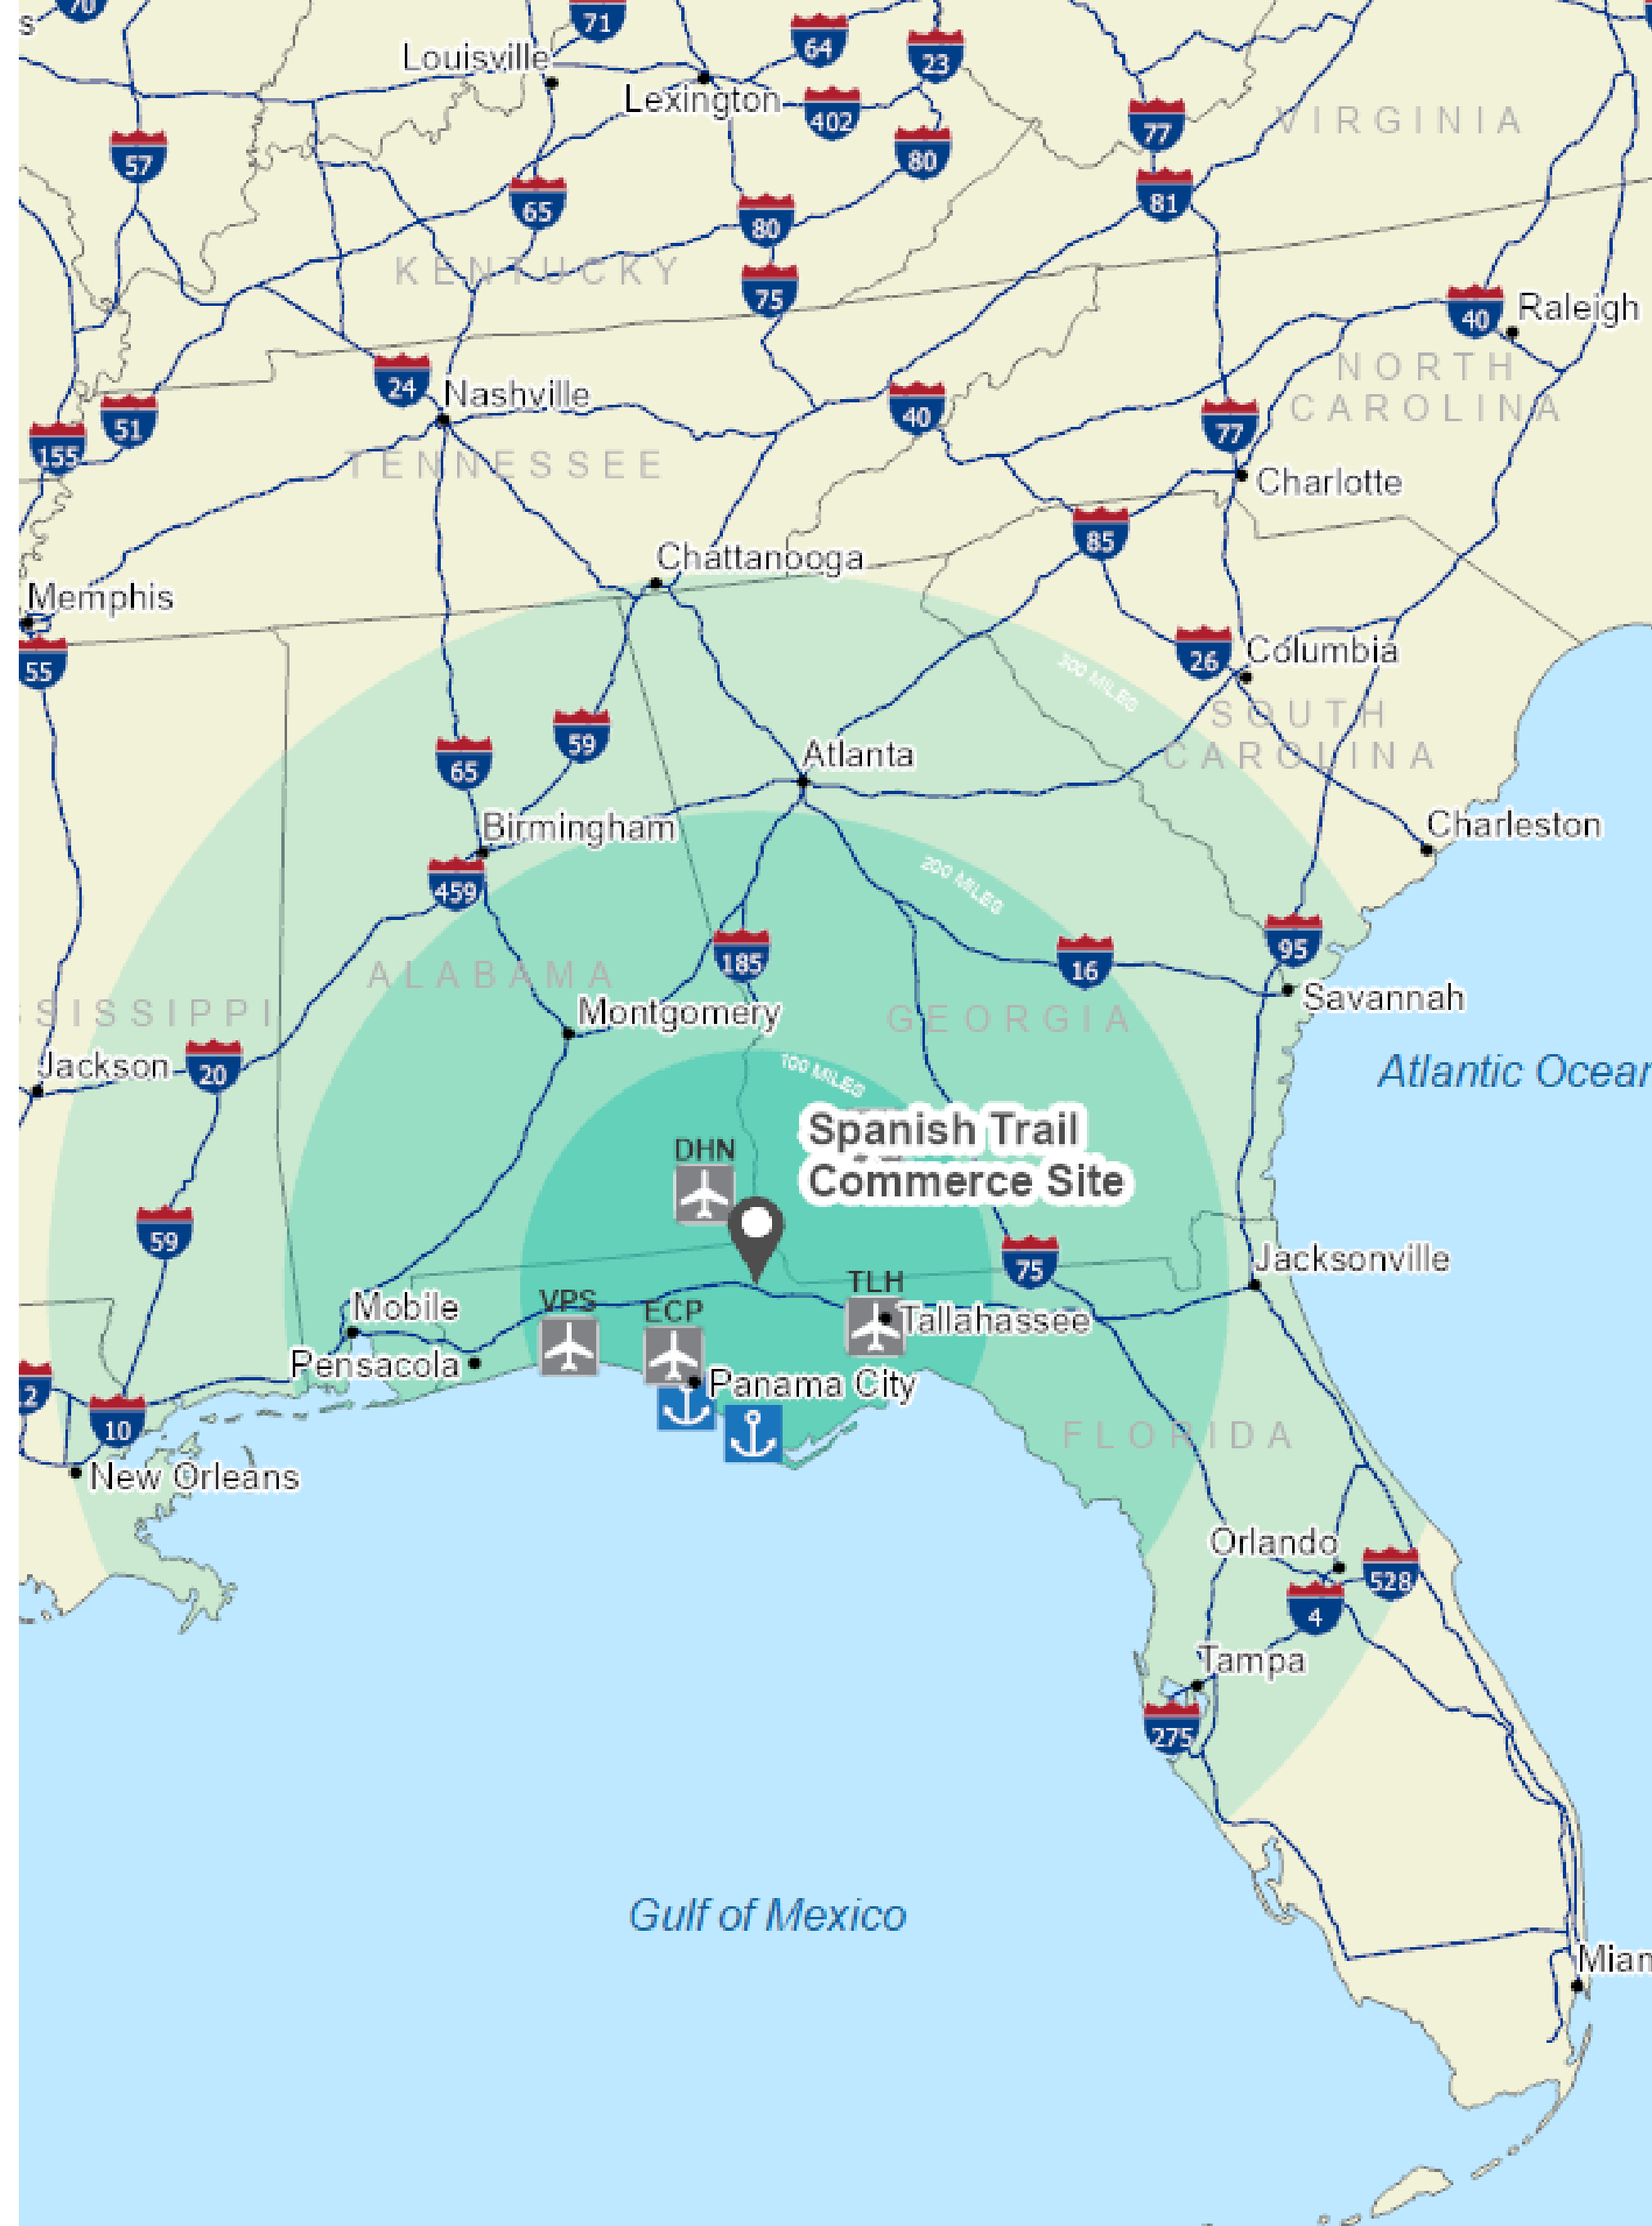 s
70
71
64
23
Louisville
Lexington
402
57
77
VIRGINIA
80
65
81
80
KENTUCKY
75
40
Raleigh
24
Nashville
NORTH
CAROLINA
51
40
77
155
TENNESSEE
Charlotte
85
Chattanooga
Memphis
55
26
Columbia
300 MILES
SOUTH
CAROLINA
59
65
Atlanta
Birmingham
Charleston
459
200 MILES
95
185
16
ALABAMA
SSISSIPPI
Montgomery
GEORGIA
Savannah
Jackson
20
100 MILES
Atlantic Ocear
Spanish Trail
Commerce Site
DHN
59
75
Jacksonville
Mobile
VPS
ECP
TLH
Tallahassee
Pensacola
Panama City
2
10
FLORIDA
New Orleans
Orlando
528
4
Tampa
275
Gulf of Mexico
Mian